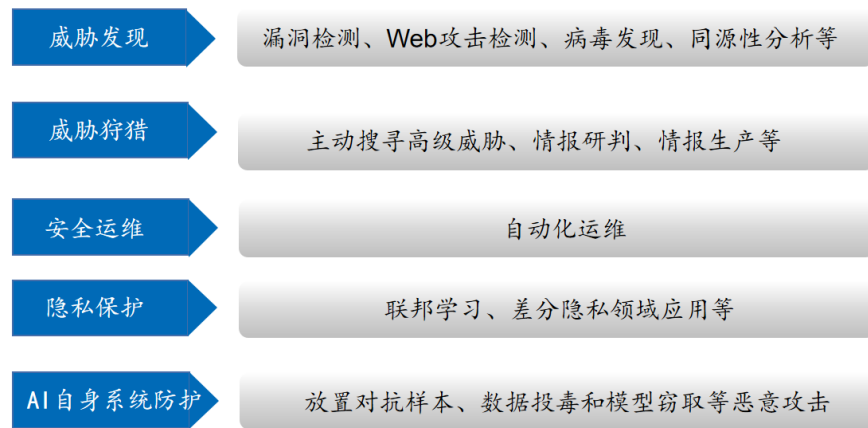 威胁发现
漏洞检测、Web攻击检测、病毒发现、同源性分析等
威胁狩猎
主动搜寻高级威胁、情报研判、情报生产等
安全运维
自动化运维
隐私保护
联邦学习、差分隐私领域应用等
AI自身系统防护
放置对抗样本、数据投毒和模型窃取等恶意攻击